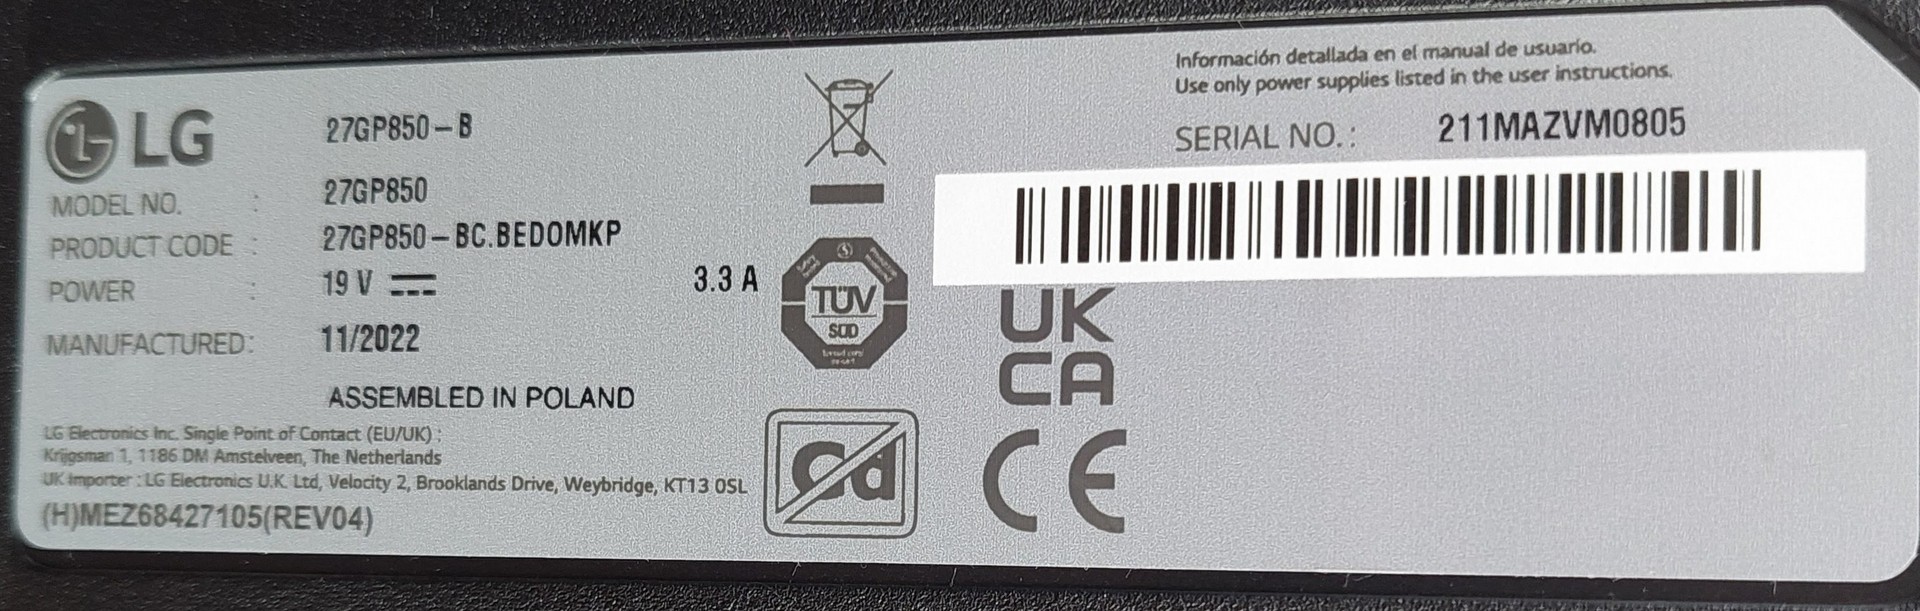 LG
27GP850-B
MODEL NO. : 27GP850
PRODUCT CODE : 27GP850-BC.BEDOMKP
POWER : 19 V 3.3 A
MANUFACTURED: 11/2022
ASSEMBLED IN POLAND
LG Electronics Inc. Single Point of Contact (EU/UK) :
Krijgsman 1, 1186 DM Amstelveen, The Netherlands
UK Importer : LG Electronics U.K. Ltd, Velocity 2, Brooklands Drive, Weybridge, KT13 0SL
(H)MEZ68427105(REV04)
TÜV
SÜD
Cd
Información detallada en el manual de usuario.
Use only power supplies listed in the user instructions.
SERIAL NO. : 211MAZVM0805
UK
CA
CE